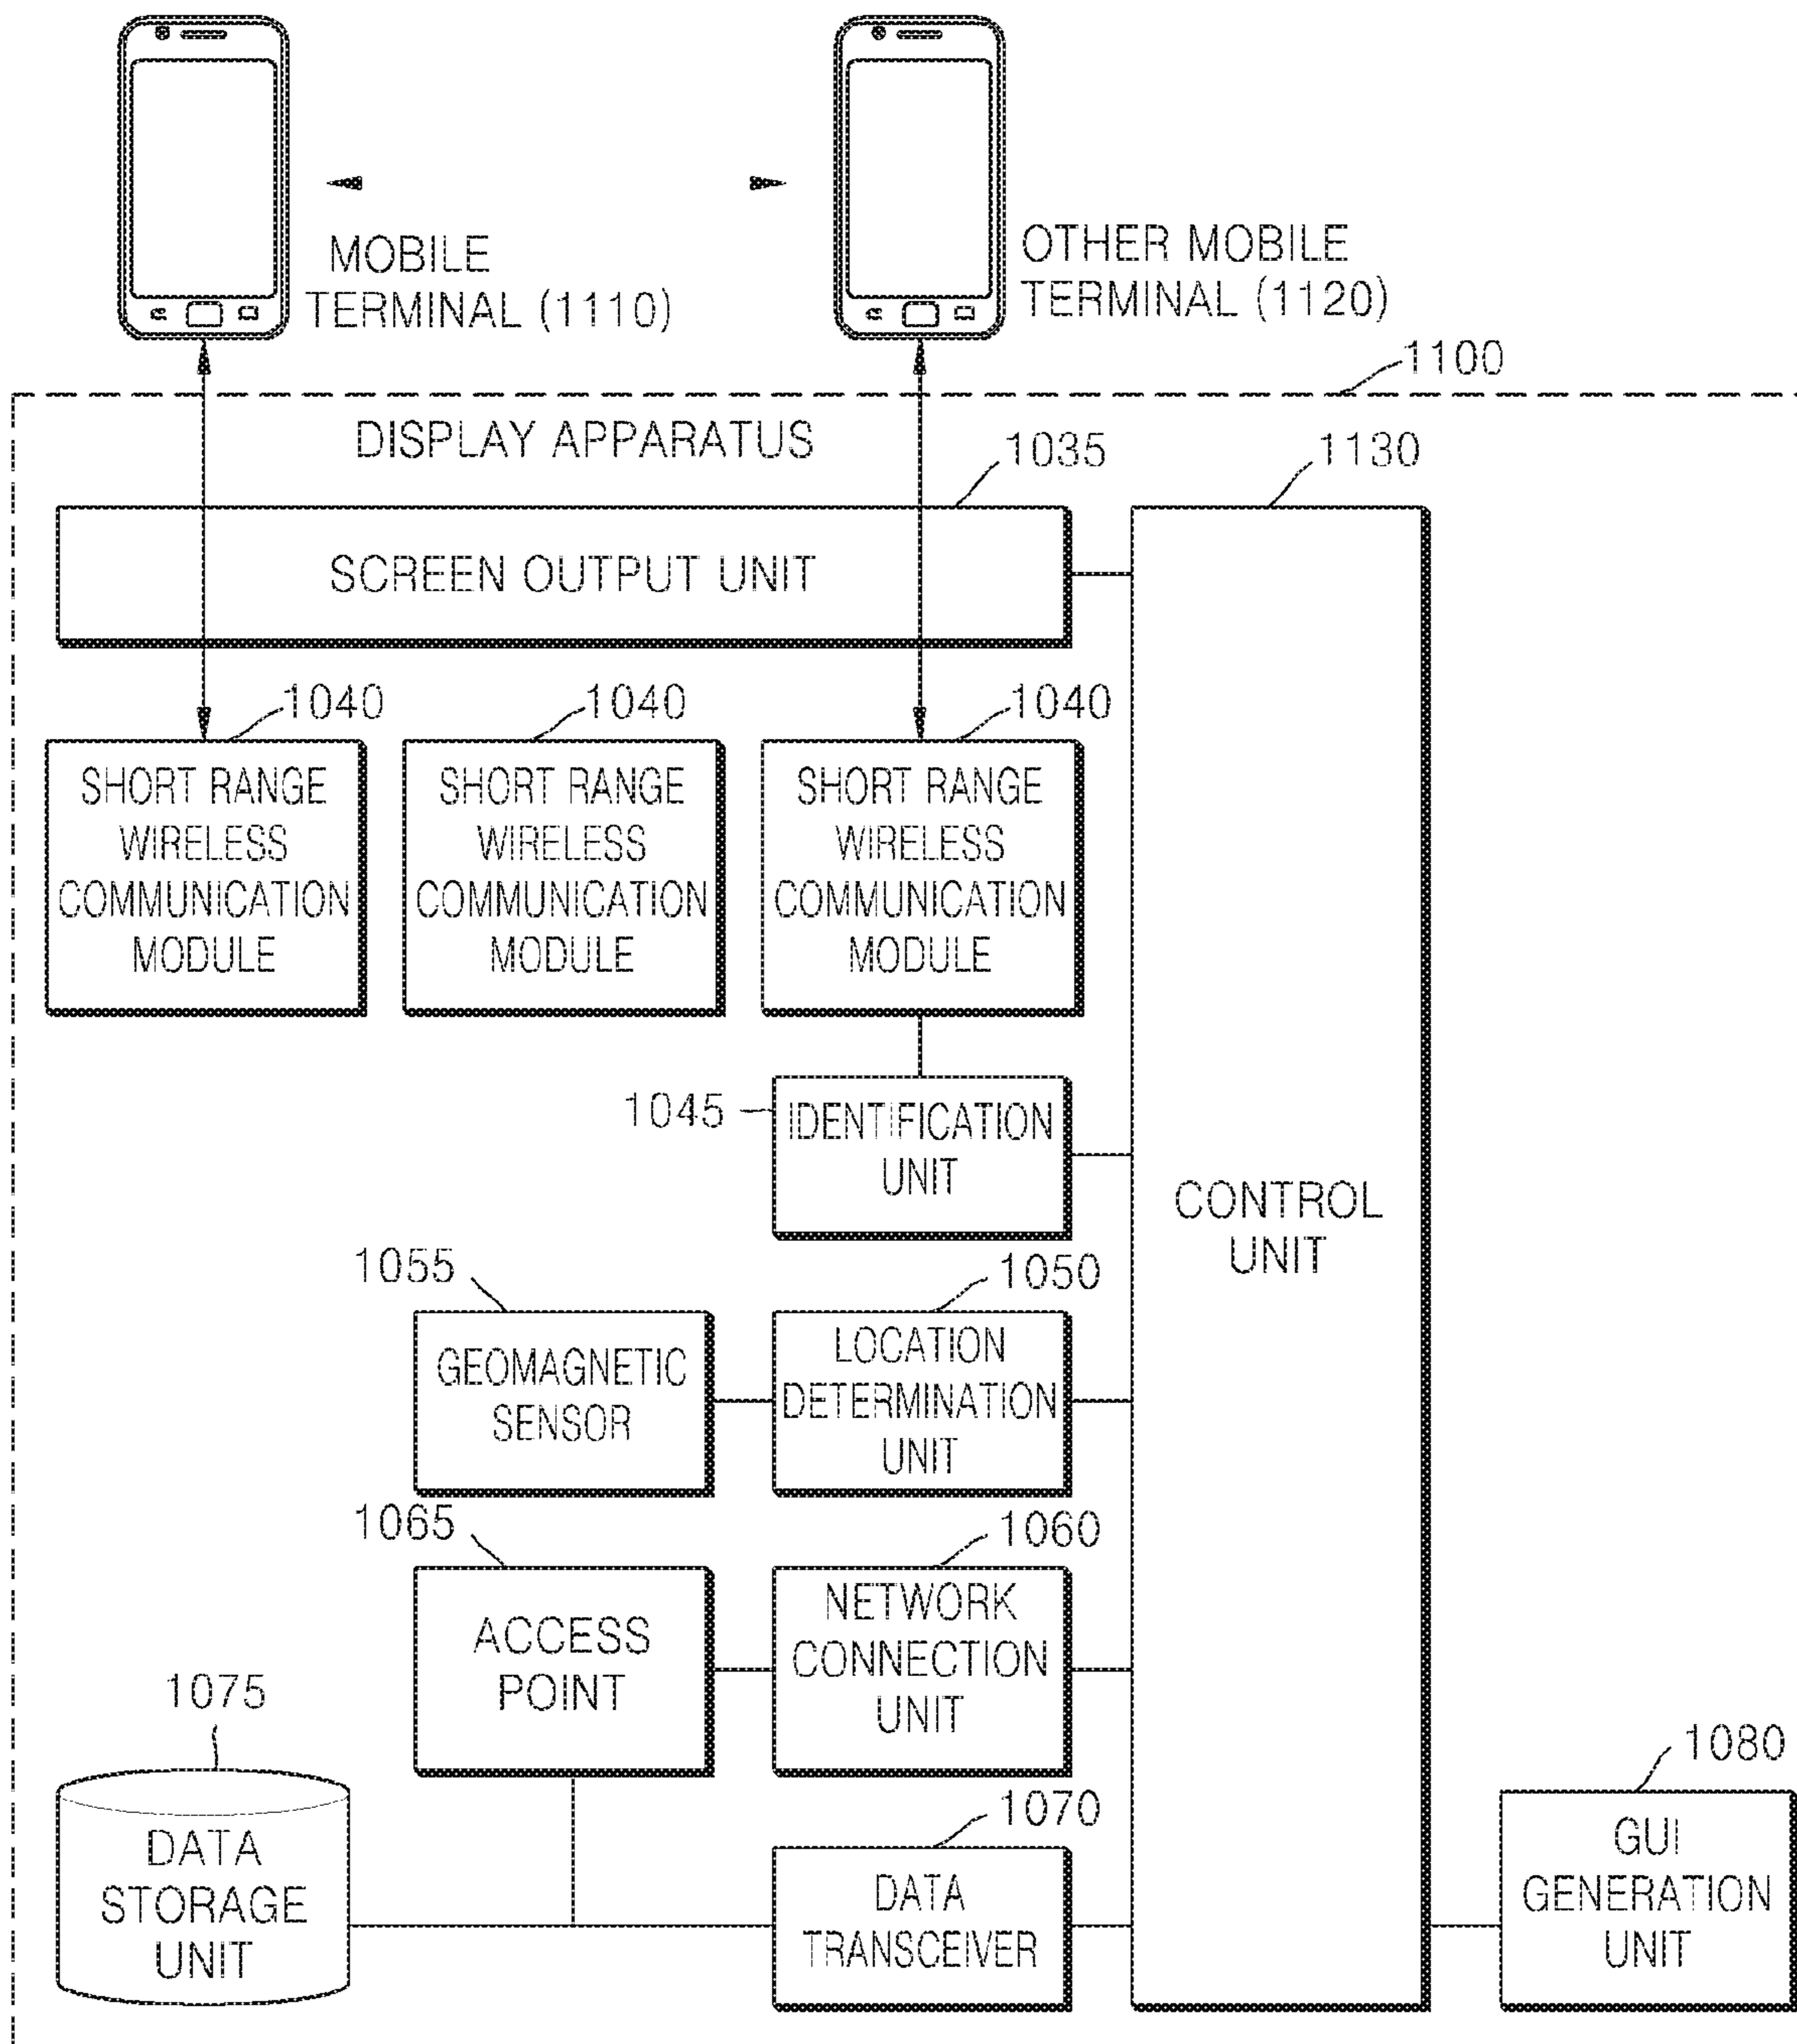 MOBILE
TERMINAL (1110)
OTHER MOBILE
TERMINAL (1120)
1100
DISPLAY APPARATUS
1035
1130
SCREEN OUTPUT UNIT
1040
1040
1040
SHORT RANGE
WIRELESS
COMMUNICATION
MODULE
SHORT RANGE
WIRELESS
COMMUNICATION
MODULE
SHORT RANGE
WIRELESS
COMMUNICATION
MODULE
1045
IDENTIFICATION
UNIT
CONTROL
UNIT
1055
1050
GEOMAGNETIC
SENSOR
LOCATION
DETERMINATION
UNIT
1065
1060
ACCESS
POINT
NETWORK
CONNECTION
UNIT
1075
1070
1080
DATA
STORAGE
UNIT
DATA
TRANSCEIVER
GUI
GENERATION
UNIT